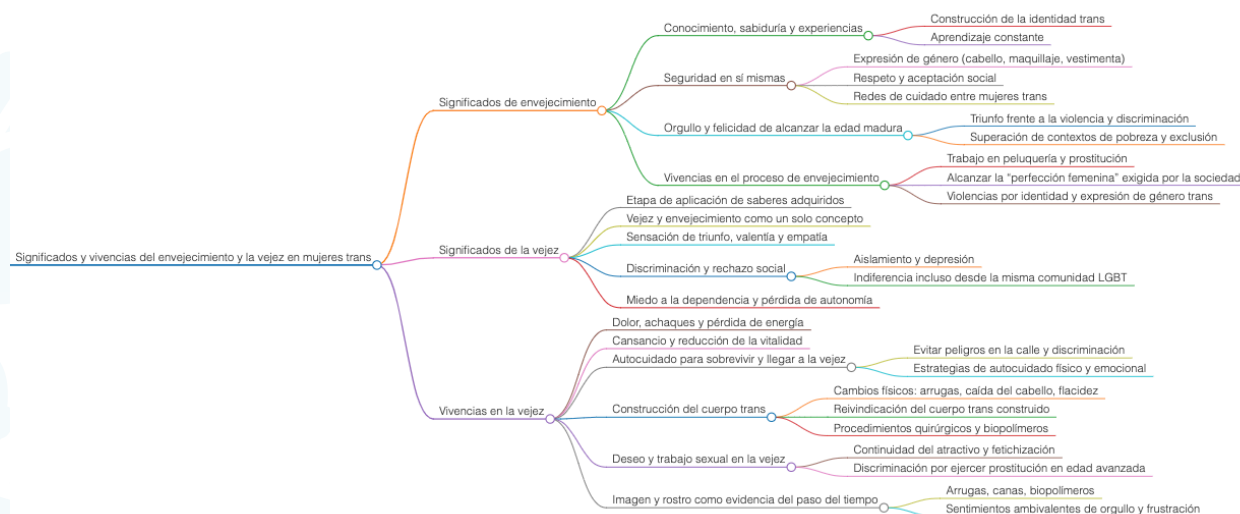 Significados y vivencias del envejecimiento y la vejez en mujeres trans
Significados de envejecimiento
Conocimiento, sabiduría y experiencias
Construcción de la identidad trans
Aprendizaje constante
Seguridad en sí mismas
Expresión de género (cabello, maquillaje, vestimenta)
Respeto y aceptación social
Redes de cuidado entre mujeres trans
Orgullo y felicidad de alcanzar la edad madura
Triunfo frente a la violencia y discriminación
Superación de contextos de pobreza y exclusión
Vivencias en el proceso de envejecimiento
Trabajo en peluquería y prostitución
Alcanzar la "perfección femenina" exigida por la sociedad
Violencias por identidad y expresión de género trans
Significados de la vejez
Etapa de aplicación de saberes adquiridos
Vejez y envejecimiento como un solo concepto
Sensación de triunfo, valentía y empatía
Discriminación y rechazo social
Aislamiento y depresión
Indiferencia incluso desde la misma comunidad LGBT
Miedo a la dependencia y pérdida de autonomía
Vivencias en la vejez
Dolor, achaques y pérdida de energía
Cansancio y reducción de la vitalidad
Autocuidado para sobrevivir y llegar a la vejez
Evitar peligros en la calle y discriminación
Estrategias de autocuidado físico y emocional
Construcción del cuerpo trans
Cambios físicos: arrugas, caída del cabello, flacidez
Reivindicación del cuerpo trans construido
Procedimientos quirúrgicos y biopolímeros
Deseo y trabajo sexual en la vejez
Continuidad del atractivo y fetichización
Discriminación por ejercer prostitución en edad avanzada
Imagen y rostro como evidencia del paso del tiempo
Arrugas, canas, biopolímeros
Sentimientos ambivalentes de orgullo y frustración